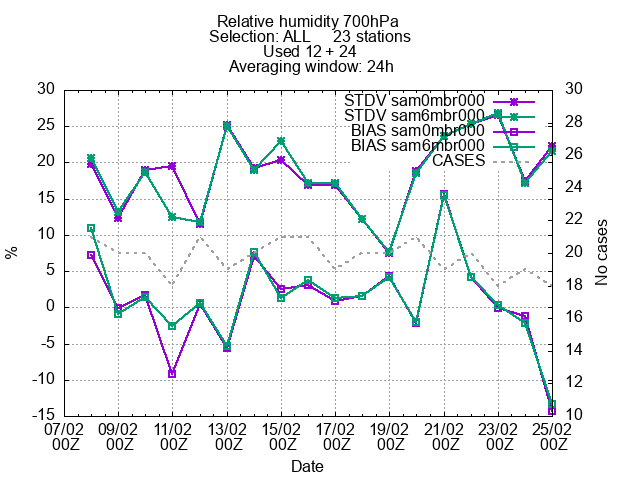 Relative humidity 700hPa
Selection: ALL 23 stations
Used 12 + 24
Averaging window: 24h
STDV sam0mbr000
STDV sam6mbr000
BIAS sam0mbr000
BIAS sam6mbr000
CASES
30
25
20
15
10
5
0
-5
-10
-15
%
30
28
26
24
22
20
18
16
14
12
10
No cases
07/02 09/02 11/02 13/02 15/02 17/02 19/02 21/02 23/02 25/02
00Z 00Z 00Z 00Z 00Z 00Z 00Z 00Z 00Z 00Z
Date